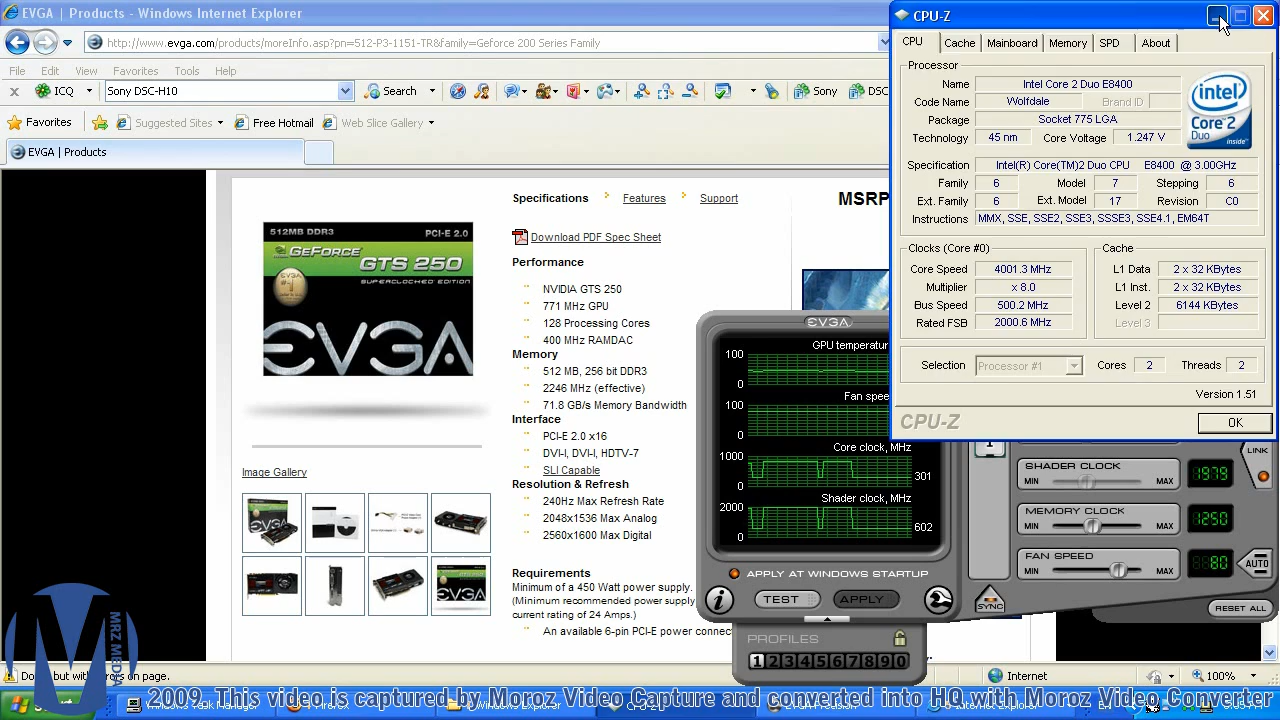 EVGA | Products - Windows Internet Explorer
http://www.evga.com/products/moreInfo.asp?pn=512-P3-1151-TR&family=Geforce 200 Series Family
File Edit View Favorites Tools Help
ICQ Sony DSC-H10 Search Sony DSC
Favorites Suggested Sites Free Hotmail Web Slice Gallery
EVGA | Products
Specifications Features Support
MSRP
Download PDF Spec Sheet
512MB DDR3 PCI-E 2.0
GEFORCE
GTS 250
SUPERCLOCKED EDITION
EVGA
#1
EVGA
Performance
NVIDIA GTS 250
771 MHz GPU
128 Processing Cores
400 MHz RAMDAC
Memory
512 MB, 256 bit DDR3
2246 MHz (effective)
71.8 GB/s Memory Bandwidth
Interface
PCI-E 2.0 x16
DVI-I, DVI-I, HDTV-7
SLI Capable
Resolution & Refresh
240Hz Max Refresh Rate
2048x1536 Max Analog
2560x1600 Max Digital
Requirements
Minimum of a 450 Watt power supply.
(Minimum recommended power supply
current rating of 24 Amps.)
An available 6-pin PCI-E power connec
Image Gallery
CPU-Z
CPU Cache Mainboard Memory SPD About
Processor
Name Intel Core 2 Duo E8400
Code Name Wolfdale Brand ID
Package Socket 775 LGA
Technology 45 nm Core Voltage 1.247 V
intel
Core™2
Duo inside™
Specification Intel(R) Core(TM)2 Duo CPU E8400 @ 3.00GHz
Family 6 Model 7 Stepping 6
Ext. Family 6 Ext. Model 17 Revision C0
Instructions MMX, SSE, SSE2, SSE3, SSSE3, SSE4.1, EM64T
Clocks (Core #0) Cache
Core Speed 4001.3 MHz L1 Data 2 x 32 KBytes
Multiplier x 8.0 L1 Inst. 2 x 32 KBytes
Bus Speed 500.2 MHz Level 2 6144 KBytes
Rated FSB 2000.6 MHz Level 3
Selection Processor #1 Cores 2 Threads 2
Version 1.51
CPU-Z OK
EVGA
GPU temperatur
100
0
Fan spee
100
0
Core clock, MHz
1000
0
301
Shader clock, MHz
2000
0
602
APPLY AT WINDOWS STARTUP
TEST APPLY
PROFILES
1 2 3 4 5 6 7 8 9 0
SYNC
LINK
SHADER CLOCK
MIN MAX 1979
MEMORY CLOCK
MIN MAX 1250
FAN SPEED
MIN MAX 80 AUTO
RESET ALL
Internet 100%
MOROZ MEDIA
2009. This video is captured by Moroz Video Capture and converted into HQ with Moroz Video Converter